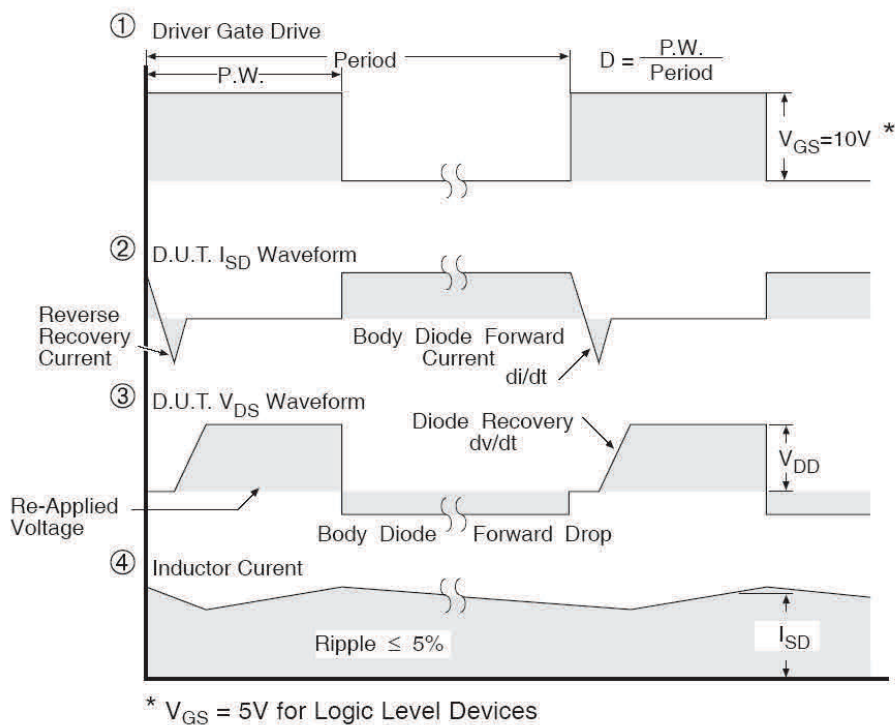 ① Driver Gate Drive
Period
P.W.
D = P.W. / Period
V_GS=10V *
② D.U.T. I_SD Waveform
Reverse
Recovery
Current
Body Diode Forward
Current
di/dt
③ D.U.T. V_DS Waveform
Diode Recovery
dv/dt
V_DD
Re-Applied
Voltage
Body Diode Forward Drop
④ Inductor Curent
Ripple ≤ 5%
I_SD
* V_GS = 5V for Logic Level Devices